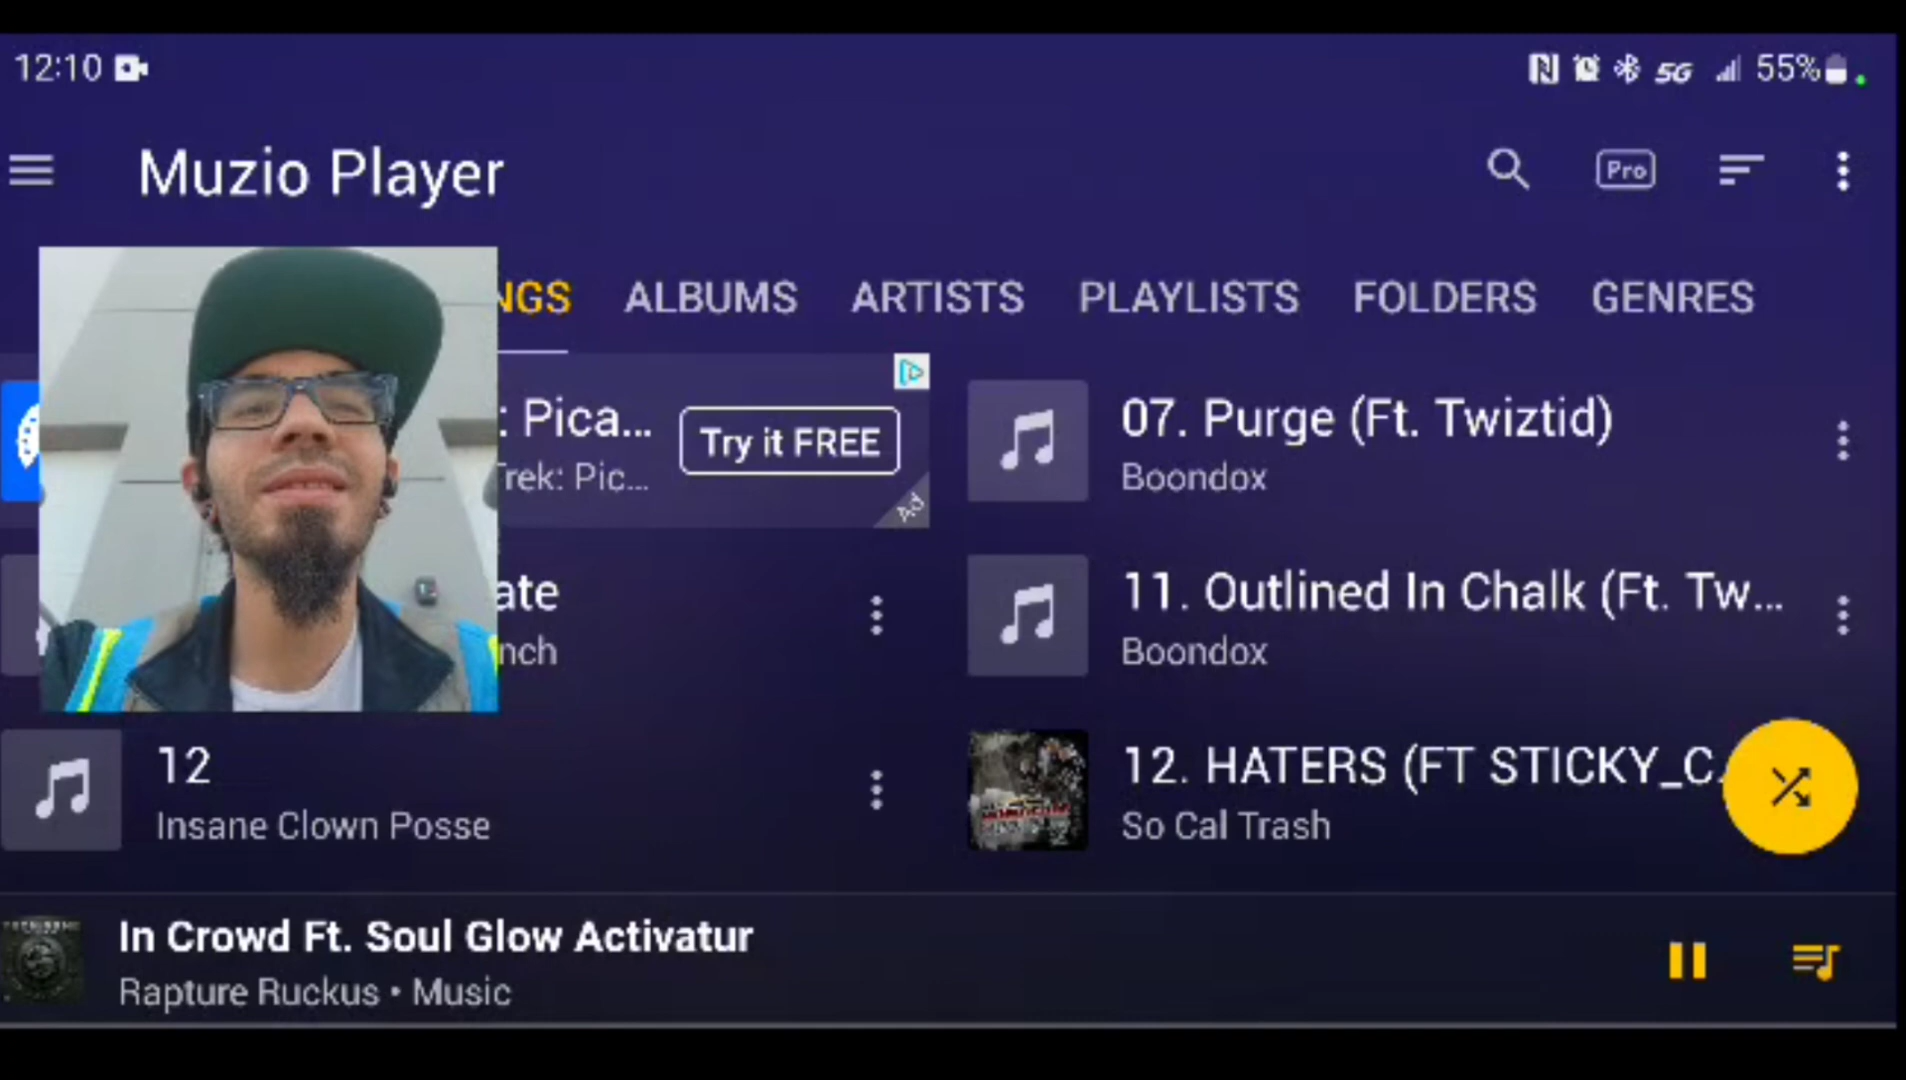 12:10
5G 55%
Muzio Player
Pro
NGS ALBUMS ARTISTS PLAYLISTS FOLDERS GENRES
: Pica...
rek: Pic...
Try it FREE
Ad
07. Purge (Ft. Twiztid)
Boondox
ate
nch
11. Outlined In Chalk (Ft. Tw...
Boondox
12
Insane Clown Posse
12. HATERS (FT STICKY_C.
So Cal Trash
In Crowd Ft. Soul Glow Activatur
Rapture Ruckus • Music